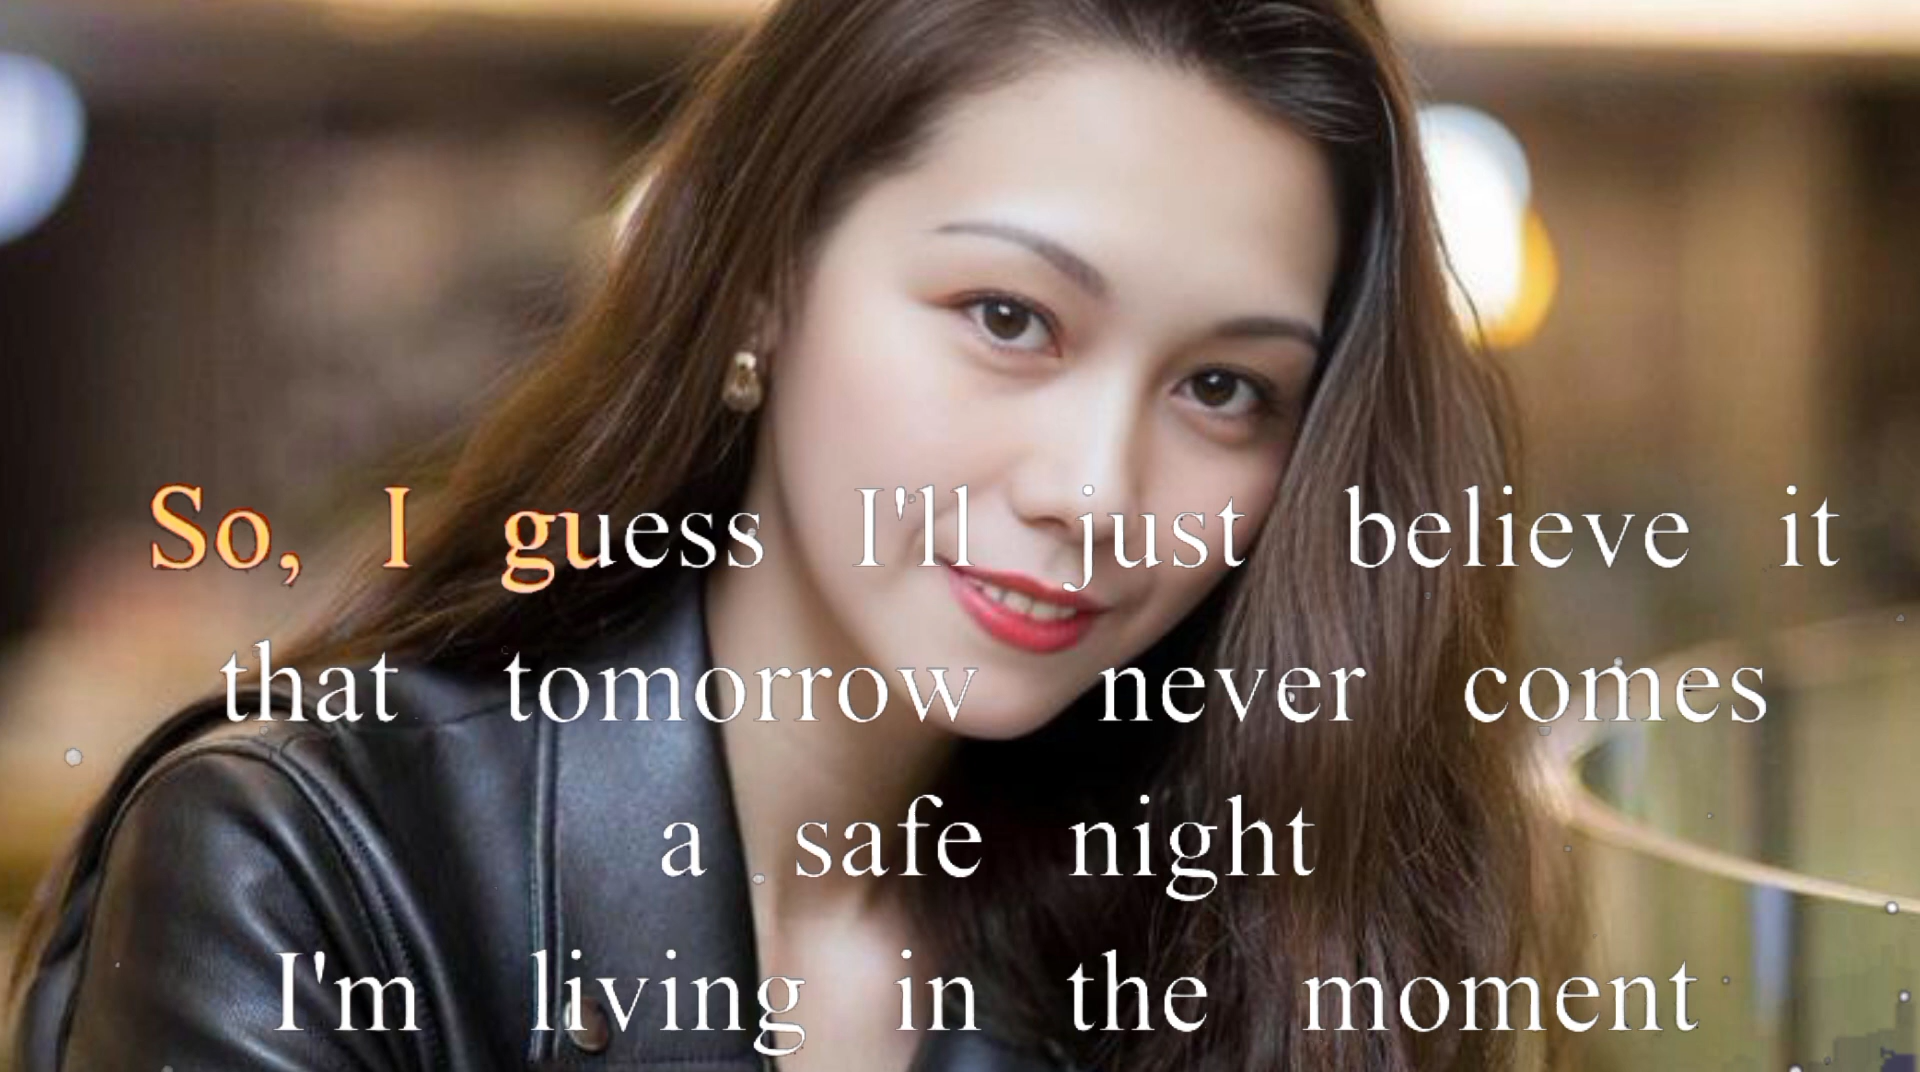 So, I guess I'll just believe it
that tomorrow never comes
a safe night
I'm living in the moment